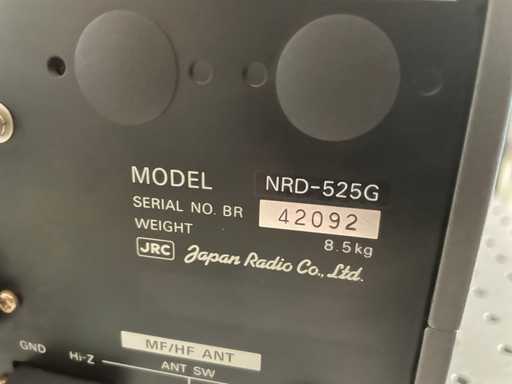 MODEL NRD-525G
SERIAL NO. BR 42092
WEIGHT 8.5kg
JRC Japan Radio Co., Ltd.
MF/HF ANT
GND Hi-Z ANT SW